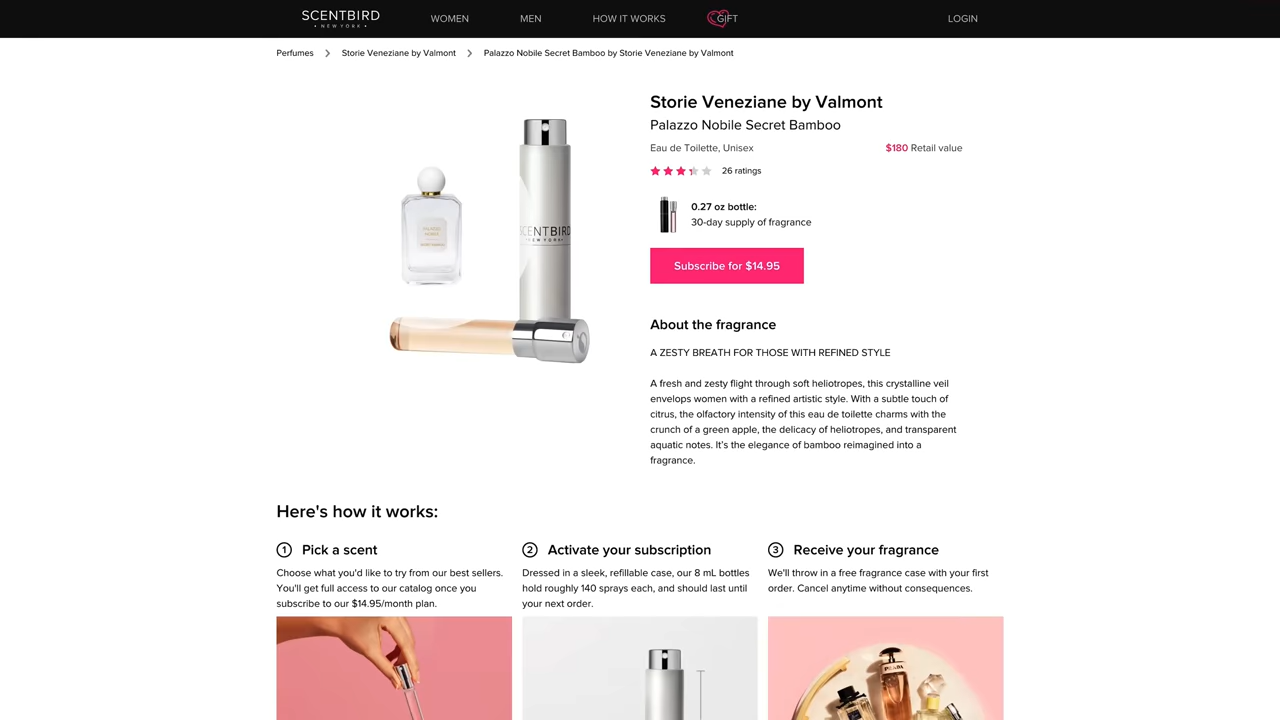 SCENTBIRD
• NEW YORK •
WOMEN
MEN
HOW IT WORKS
GIFT
LOGIN
Perfumes
Storie Veneziane by Valmont
Palazzo Nobile Secret Bamboo by Storie Veneziane by Valmont
Storie Veneziane by Valmont
Palazzo Nobile Secret Bamboo
Eau de Toilette, Unisex
$180 Retail value
26 ratings
0.27 oz bottle:
30-day supply of fragrance
Subscribe for $14.95
SCENTBIRD
• NEW YORK •
About the fragrance
A ZESTY BREATH FOR THOSE WITH REFINED STYLE
A fresh and zesty flight through soft heliotropes, this crystalline veil
envelops women with a refined artistic style. With a subtle touch of
citrus, the olfactory intensity of this eau de toilette charms with the
crunch of a green apple, the delicacy of heliotropes, and transparent
aquatic notes. It's the elegance of bamboo reimagined into a
fragrance.
Here's how it works:
1 Pick a scent
Choose what you'd like to try from our best sellers.
You'll get full access to our catalog once you
subscribe to our $14.95/month plan.
2 Activate your subscription
Dressed in a sleek, refillable case, our 8 mL bottles
hold roughly 140 sprays each, and should last until
your next order.
3 Receive your fragrance
We'll throw in a free fragrance case with your first
order. Cancel anytime without consequences.
PRADA